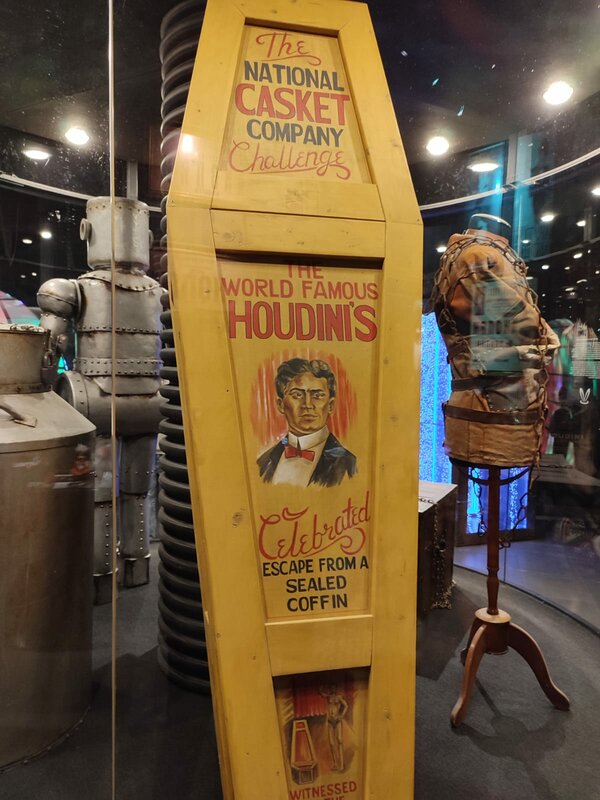 The
NATIONAL
CASKET
COMPANY
Challenge
THE
WORLD FAMOUS
HOUDINI'S
Celebrated
ESCAPE FROM A
SEALED
COFFIN
WITNESSED